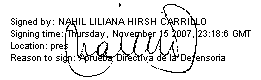 Signed by: NAHIL LILIANA HIRSH CARRILLO
Signing time: Thursday, November 15 2007, 23:18:6 GMT
Location: pres
Reason to sign: Aprueba Directiva de la Defensoria